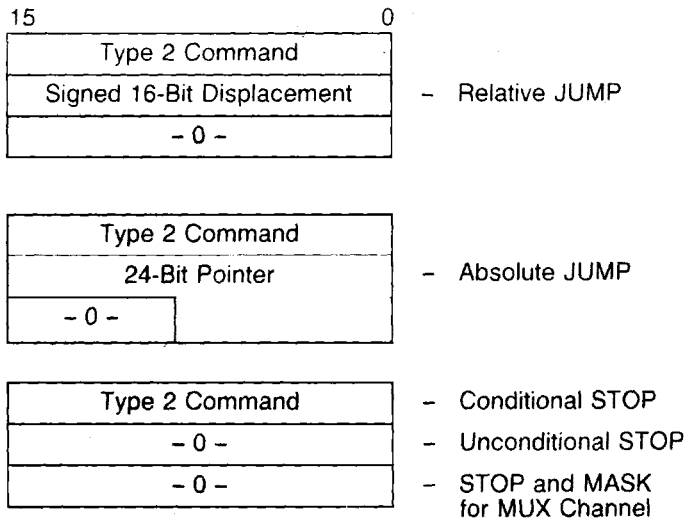 15 0
Type 2 Command
Signed 16-Bit Displacement – Relative JUMP
– 0 –
Type 2 Command
24-Bit Pointer – Absolute JUMP
– 0 –
Type 2 Command – Conditional STOP
– 0 – – Unconditional STOP
– 0 – – STOP and MASK
for MUX Channel